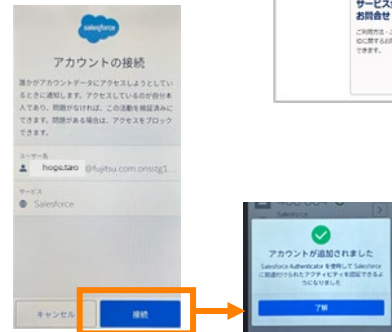 salesforce
アカウントの接続
誰かがアカウントデータにアクセスしようとしてい
るときに通知します。アクセスしているのが自分本
人であり、問題がなければ、この活動を検証済みに
できます。問題がある場合は、アクセスをブロック
できます。
ユーザー名
hoge.taro @fujitsu.com.onsstg1...
サービス
Salesforce
キャンセル
接続
お問合せ
できます。
Salesforce
アカウントが追加されました
Salesforce Authenticator を使用して Salesforce
に関連付けられたアクティビティを認証できるよ
うになりました
了解